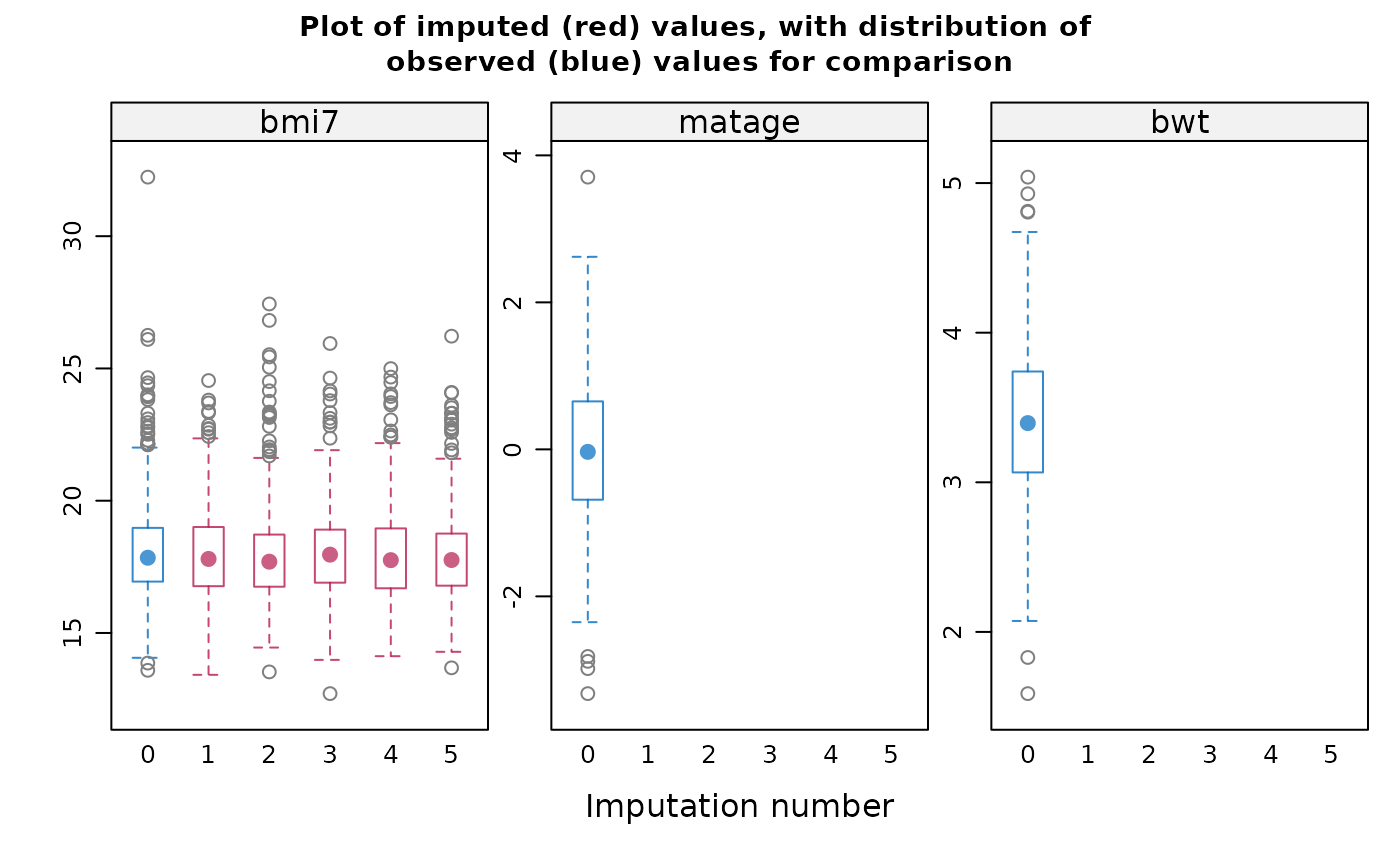 Plot of imputed (red) values, with distribution of
observed (blue) values for comparison
bmi7
matage
bwt
30
25
20
15
4
2
0
-2
5
4
3
2
0 1 2 3 4 5
0 1 2 3 4 5
0 1 2 3 4 5
Imputation number